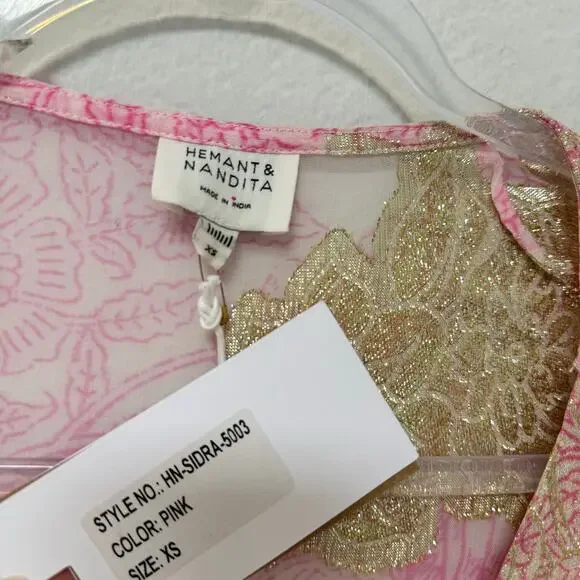 HEMANT &
NANDITA
MADE IN INDIA
XS
STYLE NO.: HN-SIDRA-5003
COLOR: PINK
SIZE: XS